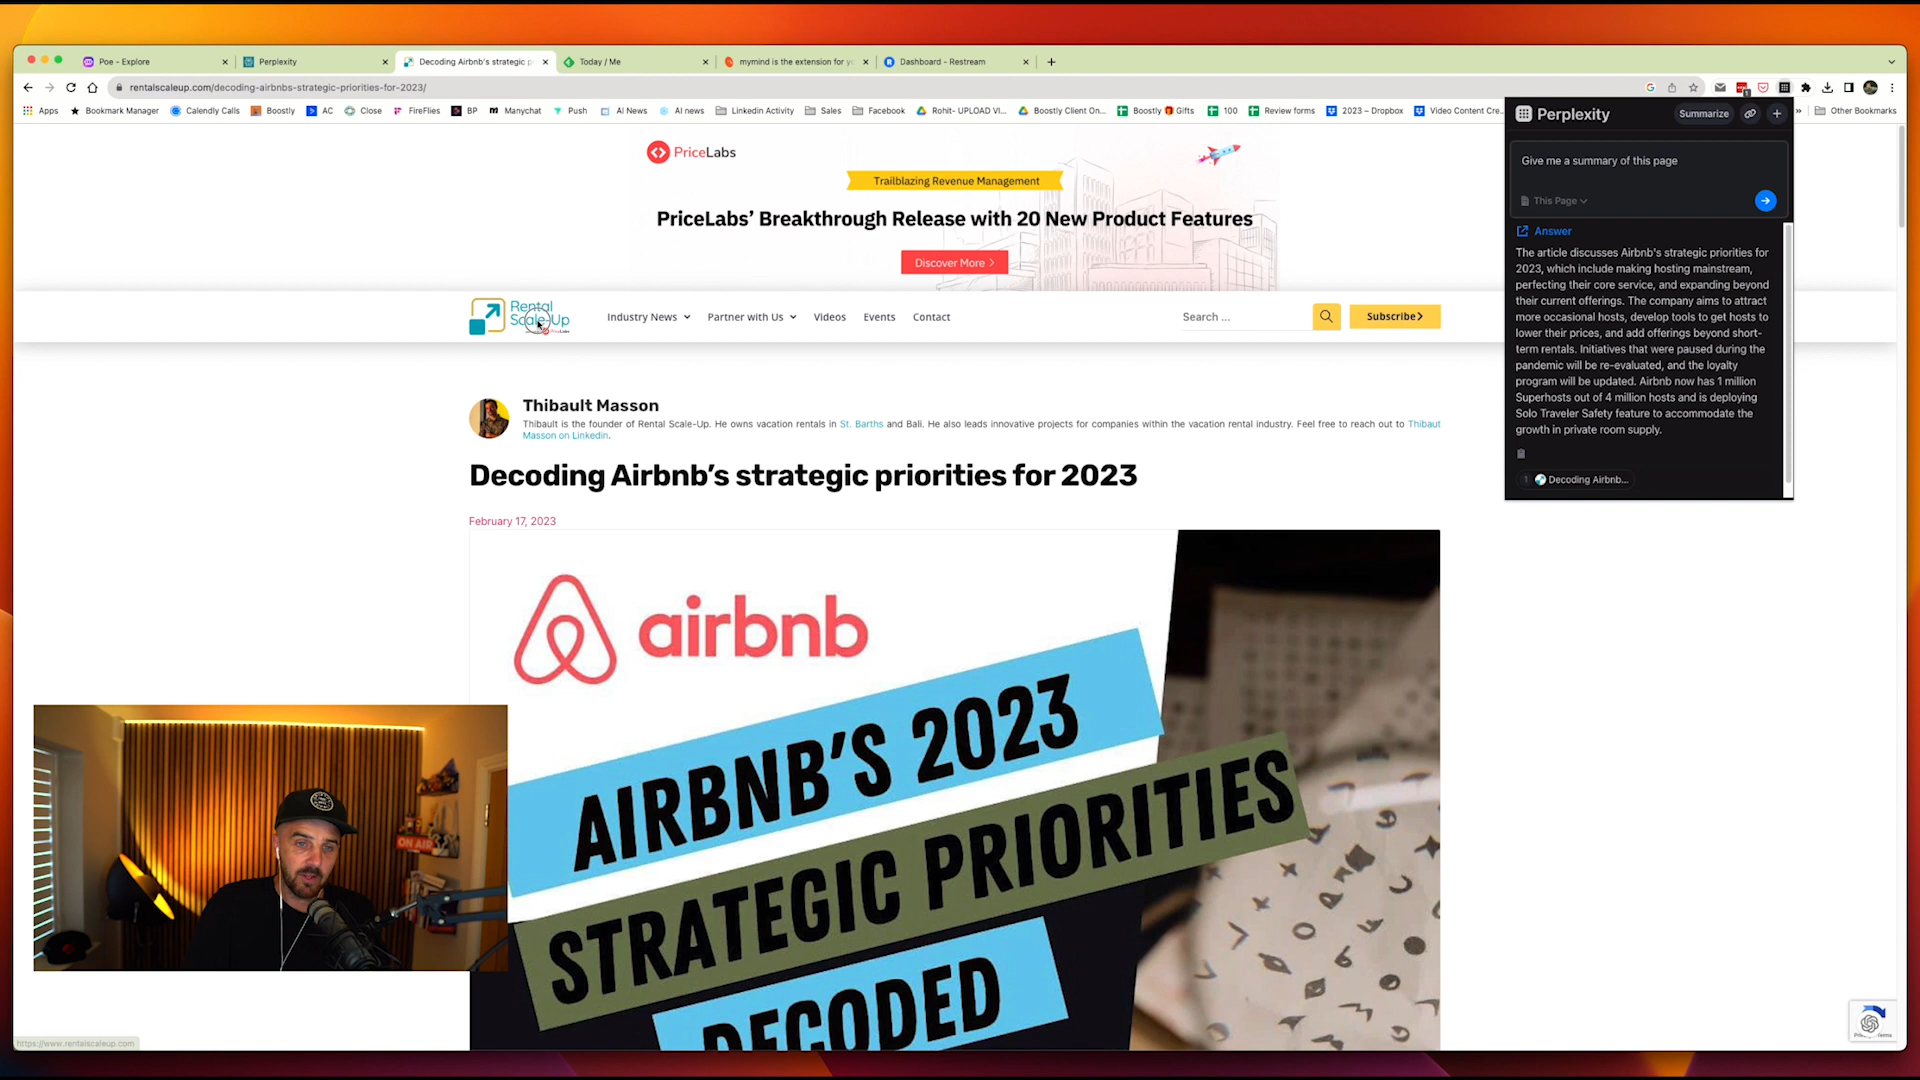 Poe - Explore
Perplexity
Decoding Airbnb's strategic p
Today / Me
mymind is the extension for yo
Dashboard - Restream
rentalscaleup.com/decoding-airbnbs-strategic-priorities-for-2023/
Apps
Bookmark Manager
Calendly Calls
Boostly
AC
Close
FireFlies
BP
Manychat
Push
AI News
AI news
Linkedin Activity
Sales
Facebook
Rohit- UPLOAD VI...
Boostly Client On...
Boostly 🎁 Gifts
100
Review forms
2023 – Dropbox
Video Content Cre...
Other Bookmarks
PriceLabs
Trailblazing Revenue Management
PriceLabs’ Breakthrough Release with 20 New Product Features
Discover More >
Rental
Scale-Up
Industry News
Partner with Us
Videos
Events
Contact
Search ...
Subscribe>
Thibault Masson
Thibault is the founder of Rental Scale-Up. He owns vacation rentals in St. Barths and Bali. He also leads innovative projects for companies within the vacation rental industry. Feel free to reach out to Thibaut
Masson on Linkedin.
Decoding Airbnb’s strategic priorities for 2023
February 17, 2023
airbnb
AIRBNB’S 2023
STRATEGIC PRIORITIES
DECODED
ON AIR
https://www.rentalscaleup.com
Perplexity
Summarize
Give me a summary of this page
This Page
Answer
The article discusses Airbnb's strategic priorities for
2023, which include making hosting mainstream,
perfecting their core service, and expanding beyond
their current offerings. The company aims to attract
more occasional hosts, develop tools to get hosts to
lower their prices, and add offerings beyond short-
term rentals. Initiatives that were paused during the
pandemic will be re-evaluated, and the loyalty
program will be updated. Airbnb now has 1 million
Superhosts out of 4 million hosts and is deploying
Solo Traveler Safety feature to accommodate the
growth in private room supply.
1 Decoding Airbnb...